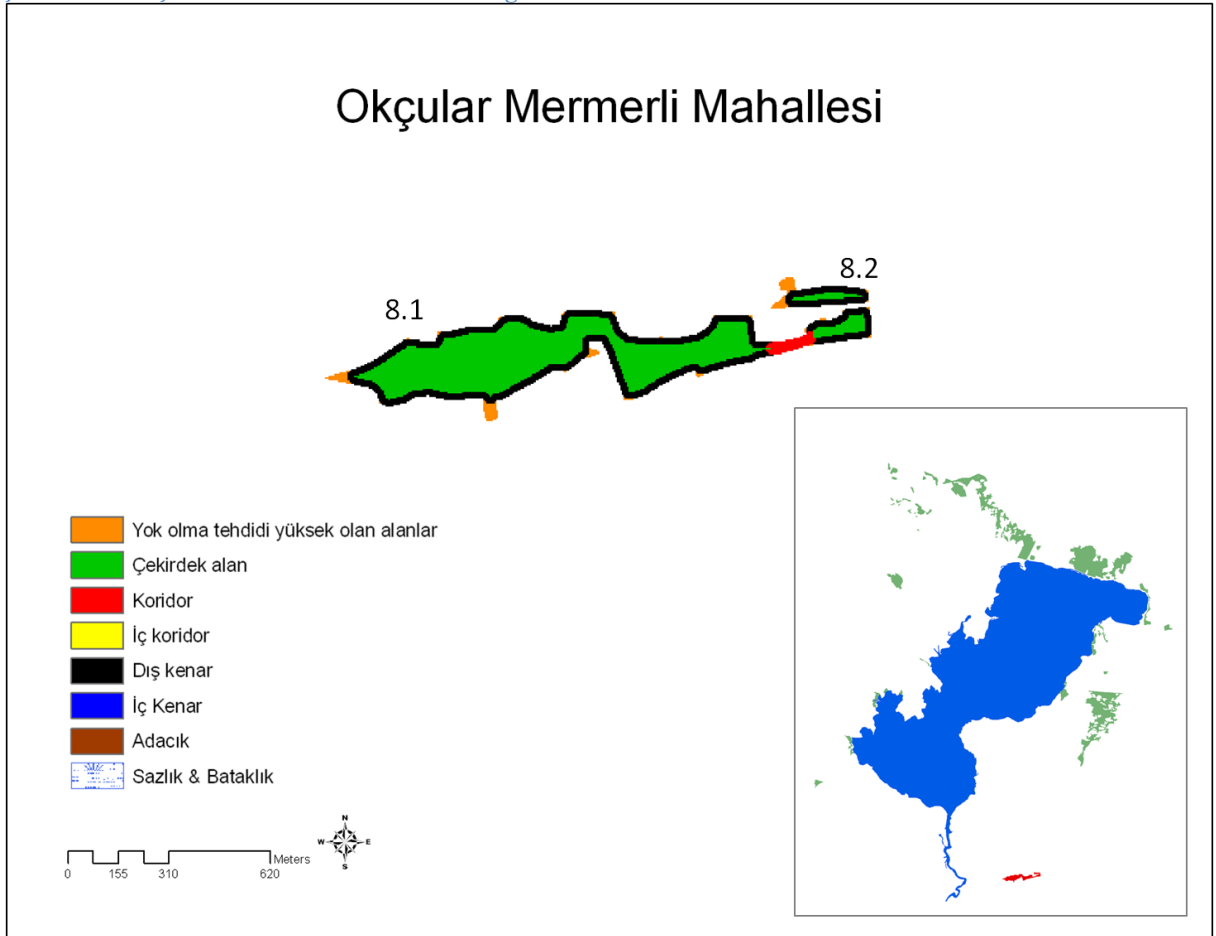 Okçular Mermerli Mahallesi
8.2
8.1
Yok olma tehdidi yüksek olan alanlar
Çekirdek alan
Koridor
İç koridor
Dış kenar
İç Kenar
Adacık
Sazlık & Bataklık
N
W E
S
Meters
0 155 310 620